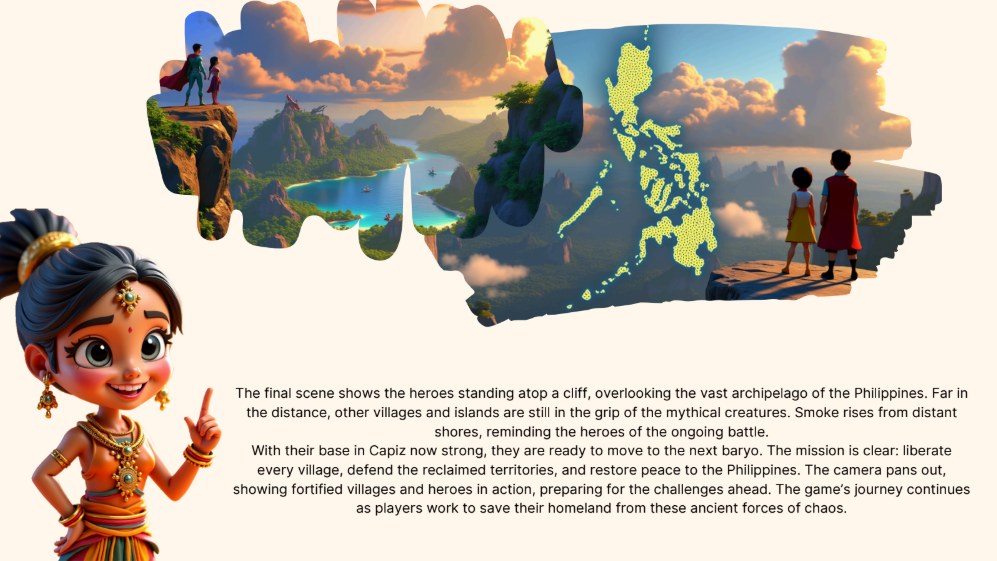 The final scene shows the heroes standing atop a cliff, overlooking the vast archipelago of the Philippines. Far in
the distance, other villages and islands are still in the grip of the mythical creatures. Smoke rises from distant
shores, reminding the heroes of the ongoing battle.
With their base in Capiz now strong, they are ready to move to the next baryo. The mission is clear: liberate
every village, defend the reclaimed territories, and restore peace to the Philippines. The camera pans out,
showing fortified villages and heroes in action, preparing for the challenges ahead. The game’s journey continues
as players work to save their homeland from these ancient forces of chaos.